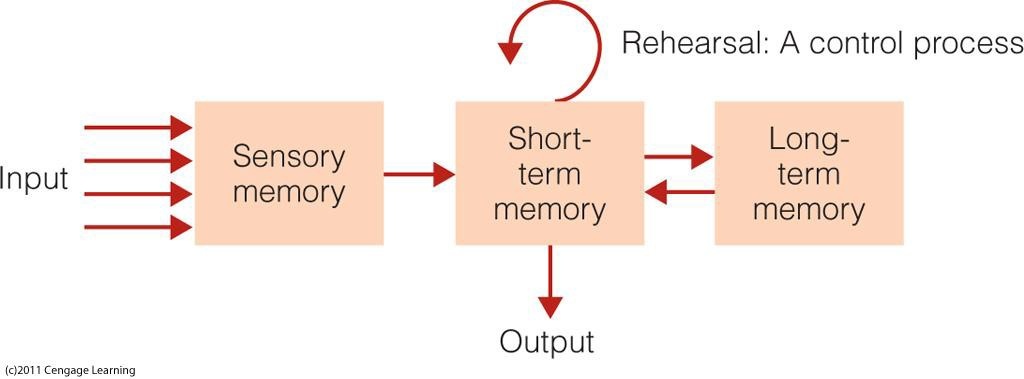 Rehearsal: A control process
Input
Sensory
memory
Short-
term
memory
Long-
term
memory
Output
(c)2011 Cengage Learning